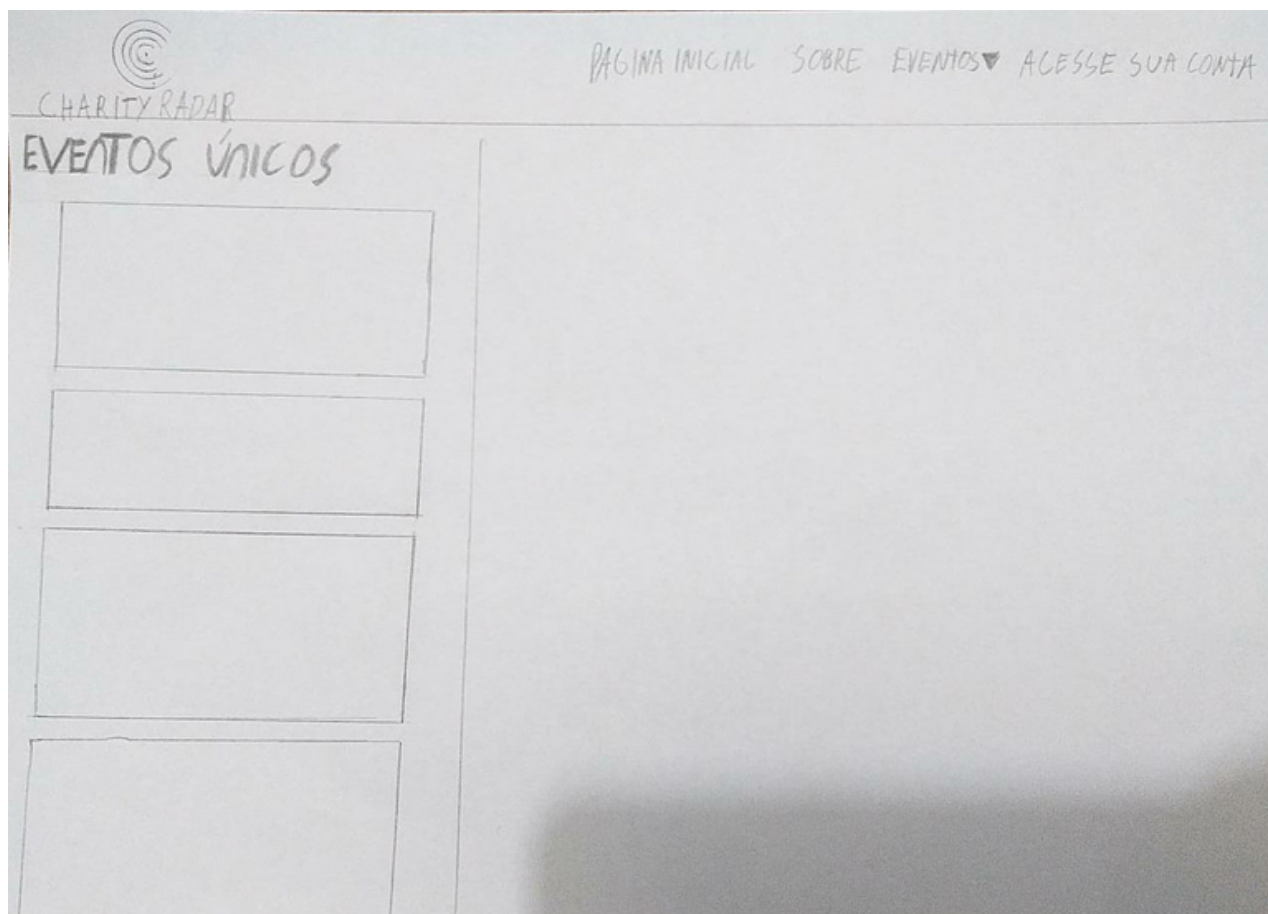 PAGINA INICIAL SOBRE EVENTOS▼ ACESSE SUA CONTA
CHARITY RADAR
EVENTOS ÚNICOS